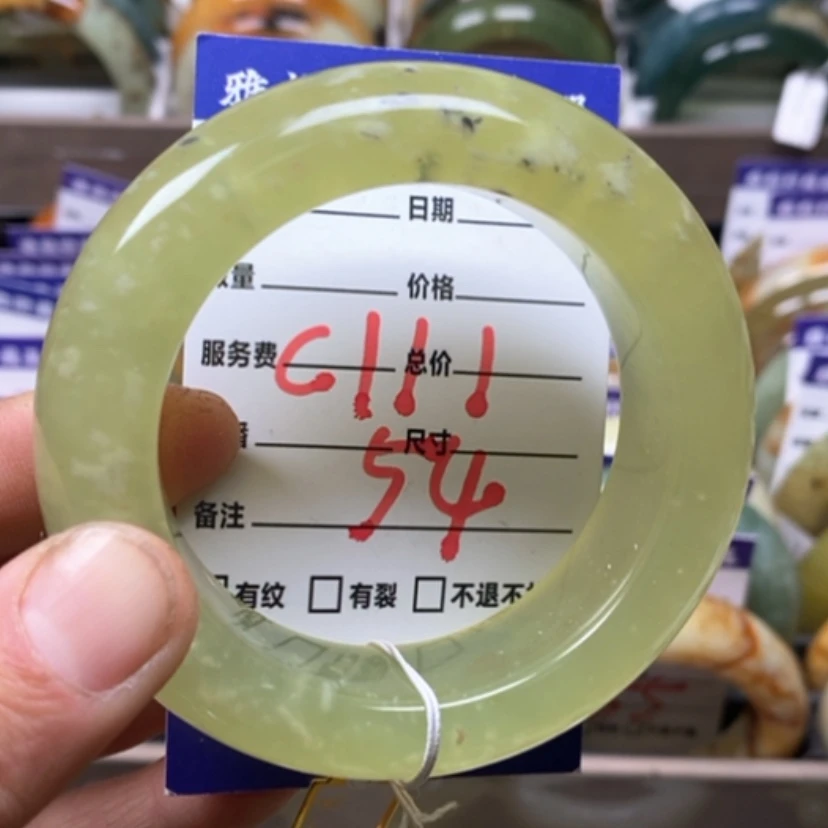 雅
日期
量 价格
服务费 总价
C111
尺寸
54
备注
有纹 有裂 不退不